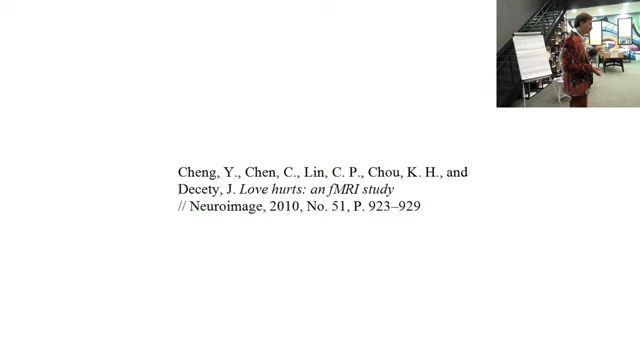 Cheng, Y., Chen, C., Lin, C. P., Chou, K. H., and
Decety, J. Love hurts: an fMRI study
// Neuroimage, 2010, No. 51, P. 923–929